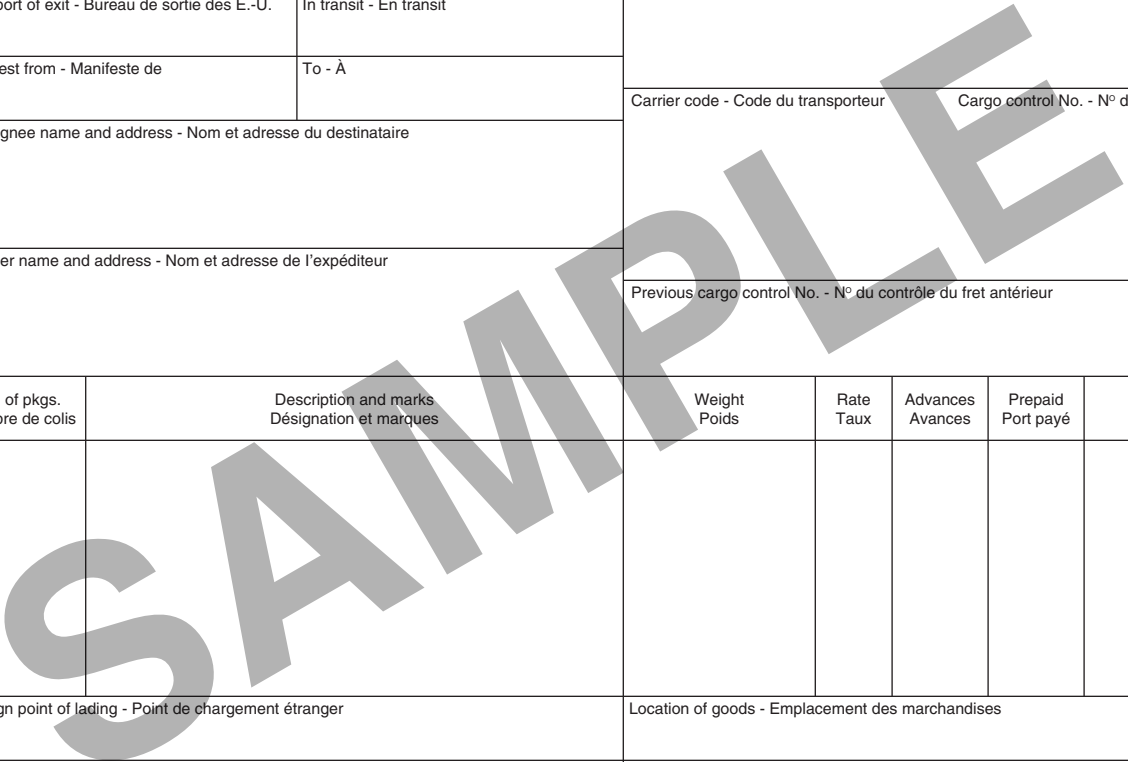 port of exit - Bureau de sortie des É.-U.
In transit - En transit
est from - Manifeste de
To - À
Carrier code - Code du transporteur
Cargo control No. - Nº d
gnee name and address - Nom et adresse du destinataire
er name and address - Nom et adresse de l'expéditeur
Previous cargo control No. - Nº du contrôle du fret antérieur
of pkgs.
bre de colis
Description and marks
Désignation et marques
Weight
Poids
Rate
Taux
Advances
Avances
Prepaid
Port payé
gn point of lading - Point de chargement étranger
Location of goods - Emplacement des marchandises
SAMPLE